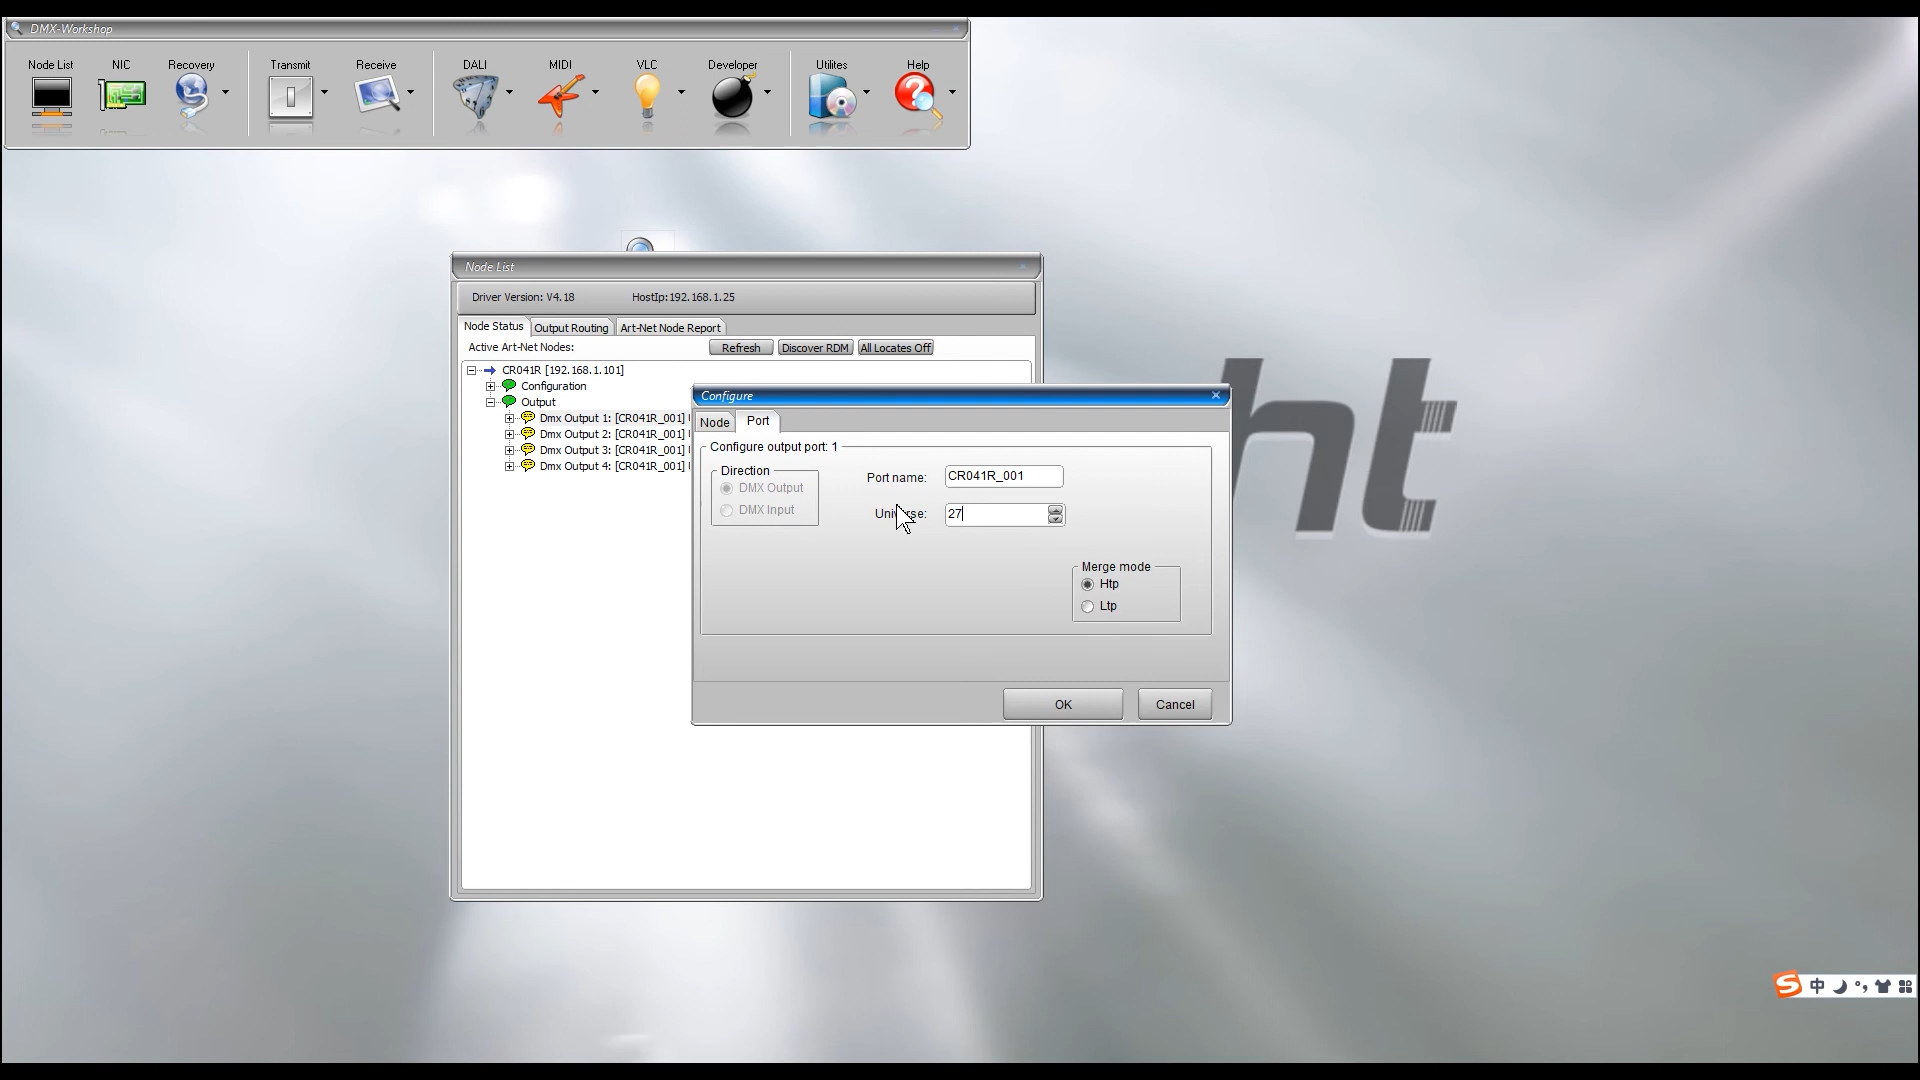 DMX-Workshop
Node List
NIC
Recovery
Transmit
Receive
DALI
MIDI
VLC
Developer
Utilites
Help
Node List
Driver Version: V4.18
HostIp:192.168.1.25
Node Status
Output Routing
Art-Net Node Report
Active Art-Net Nodes:
Refresh
Discover RDM
All Locates Off
CR041R [192.168.1.101]
Configuration
Output
Dmx Output 1: [CR041R_001]
Dmx Output 2: [CR041R_001]
Dmx Output 3: [CR041R_001]
Dmx Output 4: [CR041R_001]
Configure
Node
Port
Configure output port: 1
Direction
DMX Output
DMX Input
Port name:
CR041R_001
27
Merge mode
Htp
Ltp
OK
Cancel
ht
中